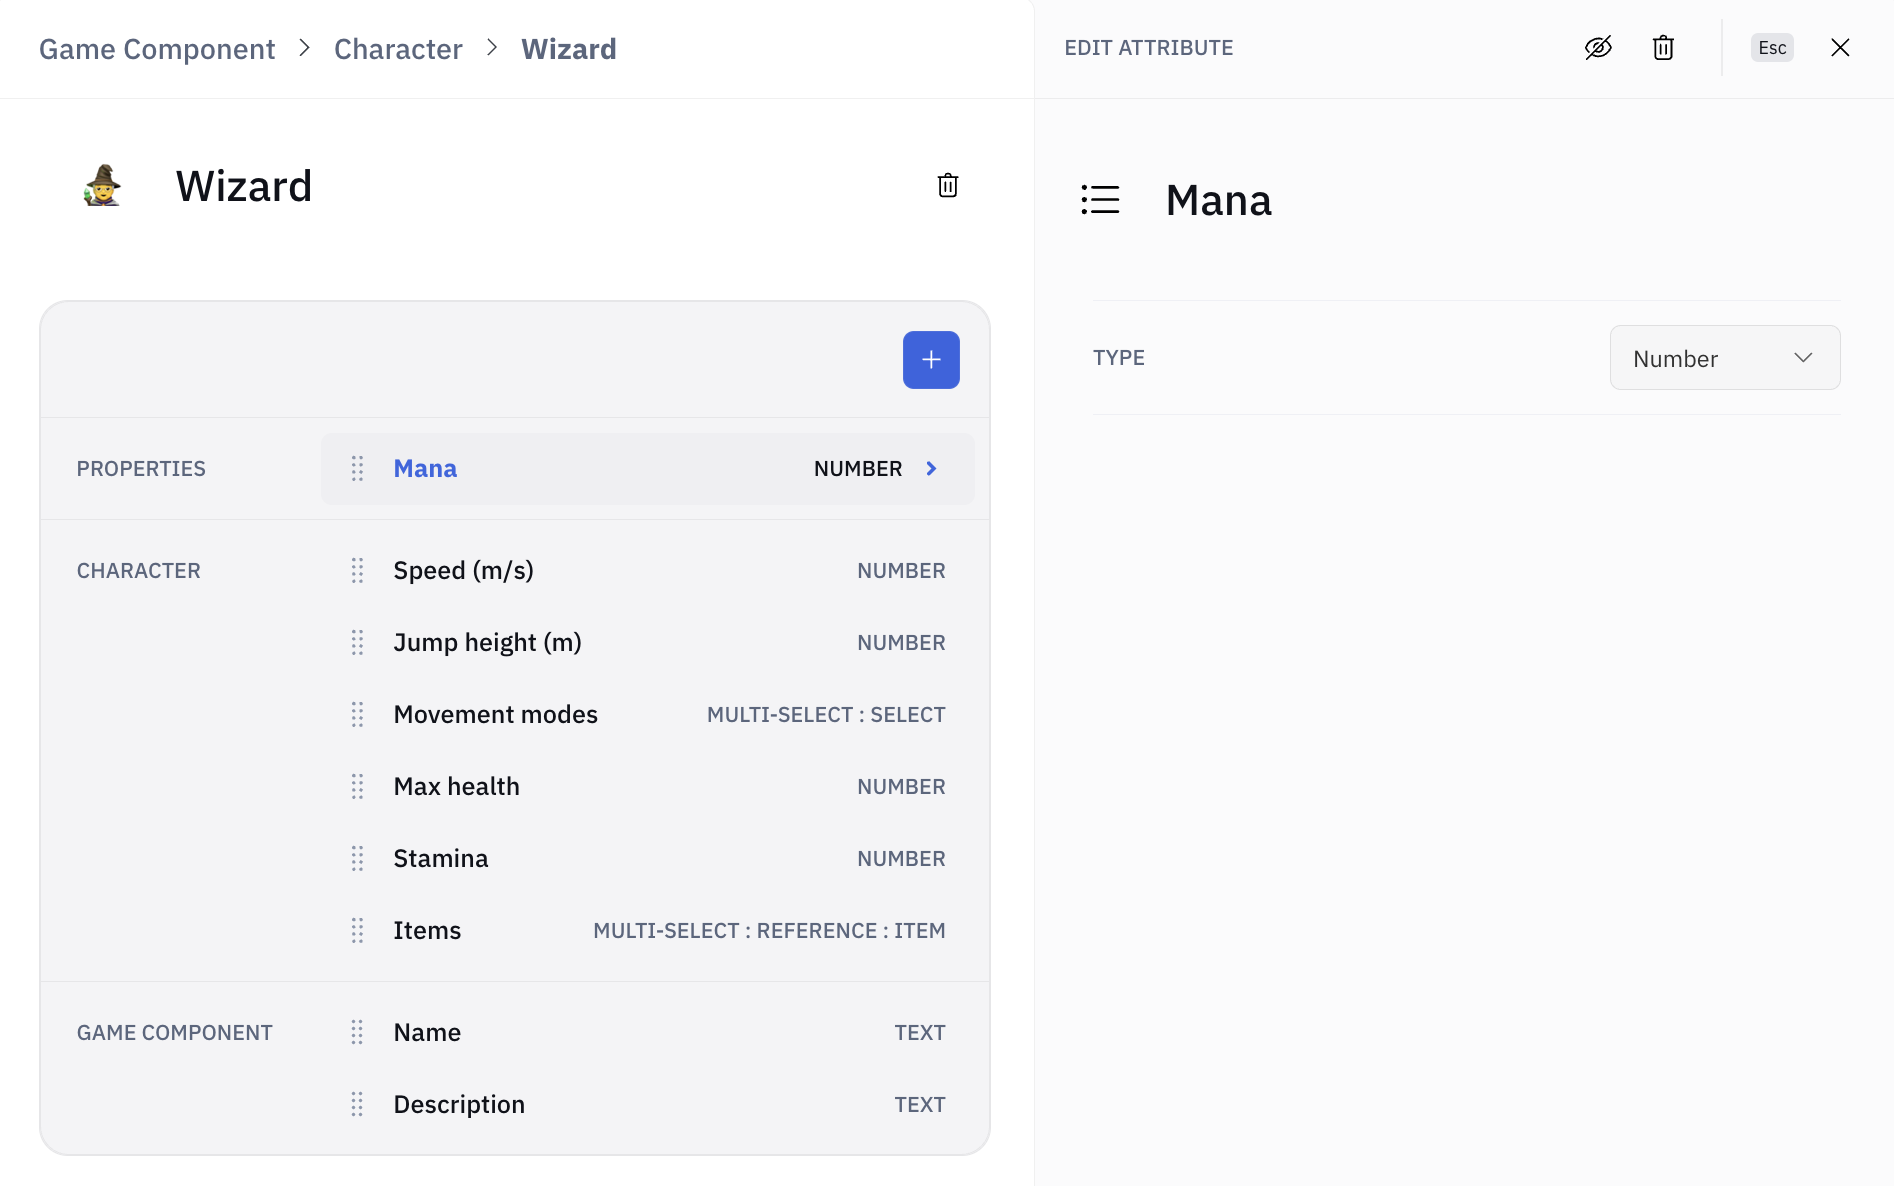 Game Component > Character > Wizard
EDIT ATTRIBUTE
Esc
Wizard
Mana
TYPE
Number
PROPERTIES
Mana
NUMBER
CHARACTER
Speed (m/s)
NUMBER
Jump height (m)
NUMBER
Movement modes
MULTI-SELECT : SELECT
Max health
NUMBER
Stamina
NUMBER
Items
MULTI-SELECT : REFERENCE : ITEM
GAME COMPONENT
Name
TEXT
Description
TEXT